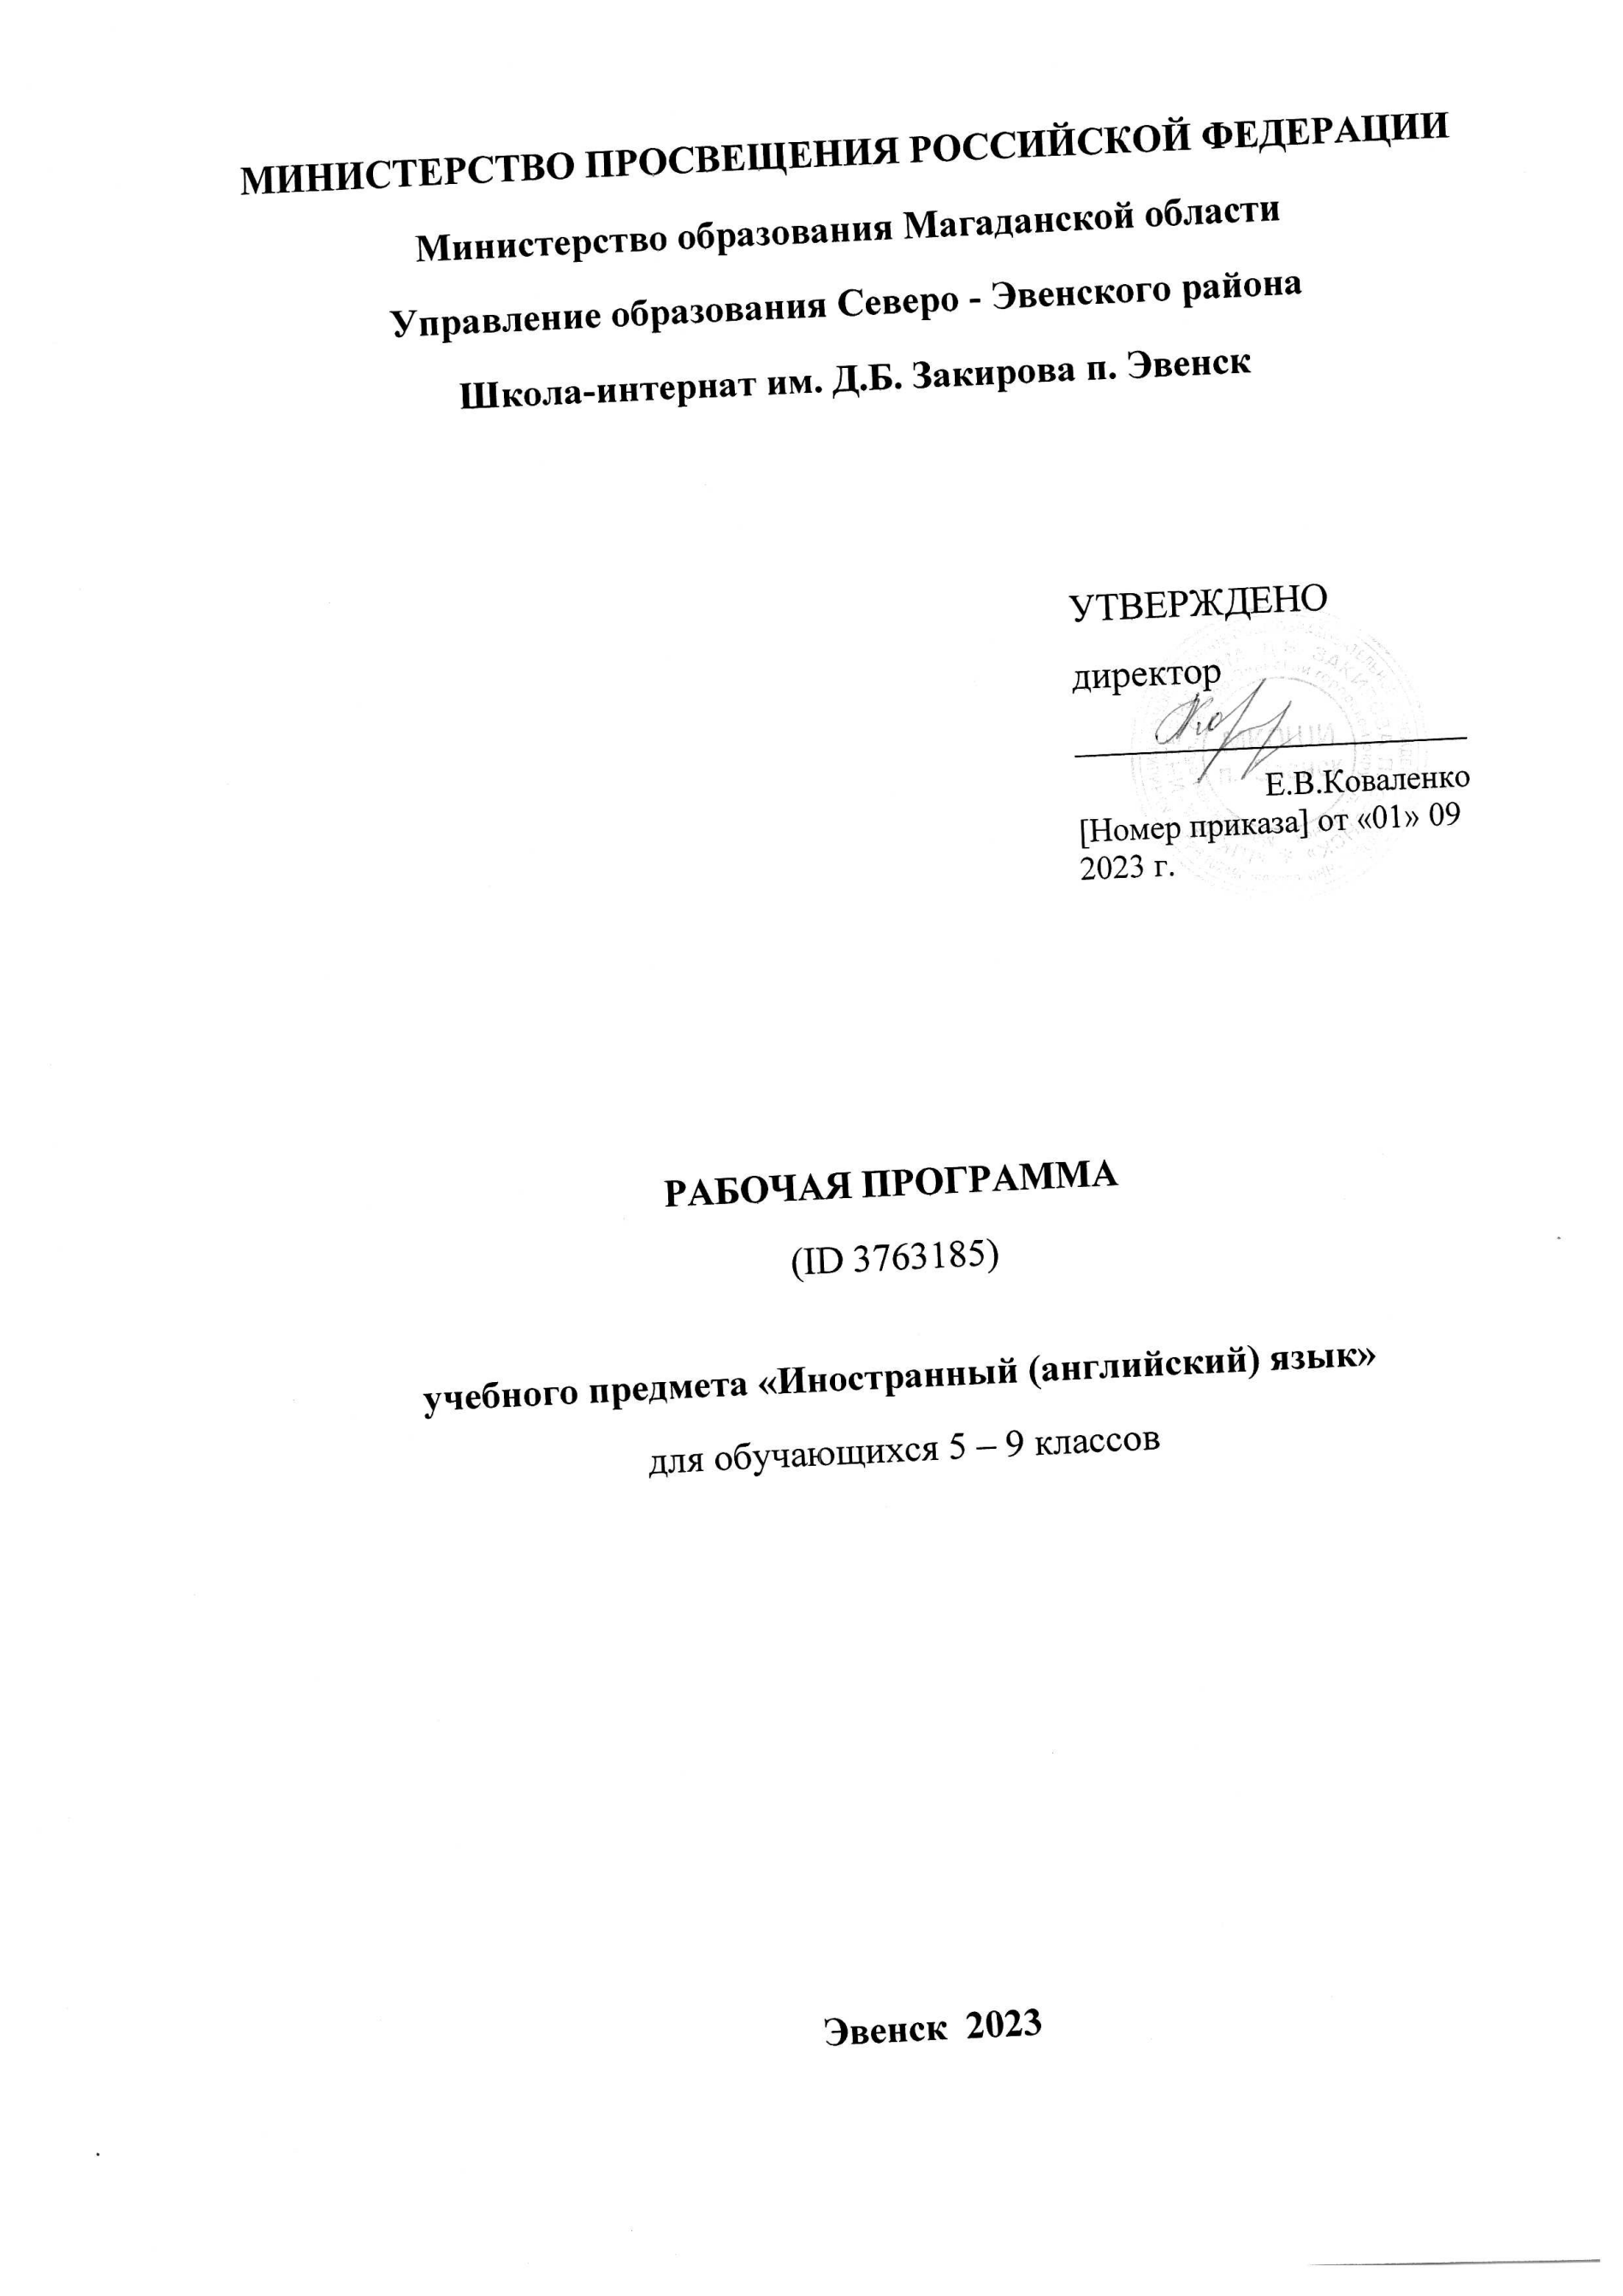 МИНИСТЕРСТВО ПРОСВЕЩЕНИЯ РОССИЙСКОЙ ФЕДЕРАЦИИ
Министерство образования Магаданской области
Управление образования Северо - Эвенского района
Школа-интернат им. Д.Б. Закирова п. Эвенск
УТВЕРЖДЕНО
директор
Е.В.Коваленко
[Номер приказа] от «01» 09
2023 г.
РАБОЧАЯ ПРОГРАММА
(ID 3763185)
учебного предмета «Иностранный (английский) язык»
для обучающихся 5 – 9 классов
Эвенск 2023